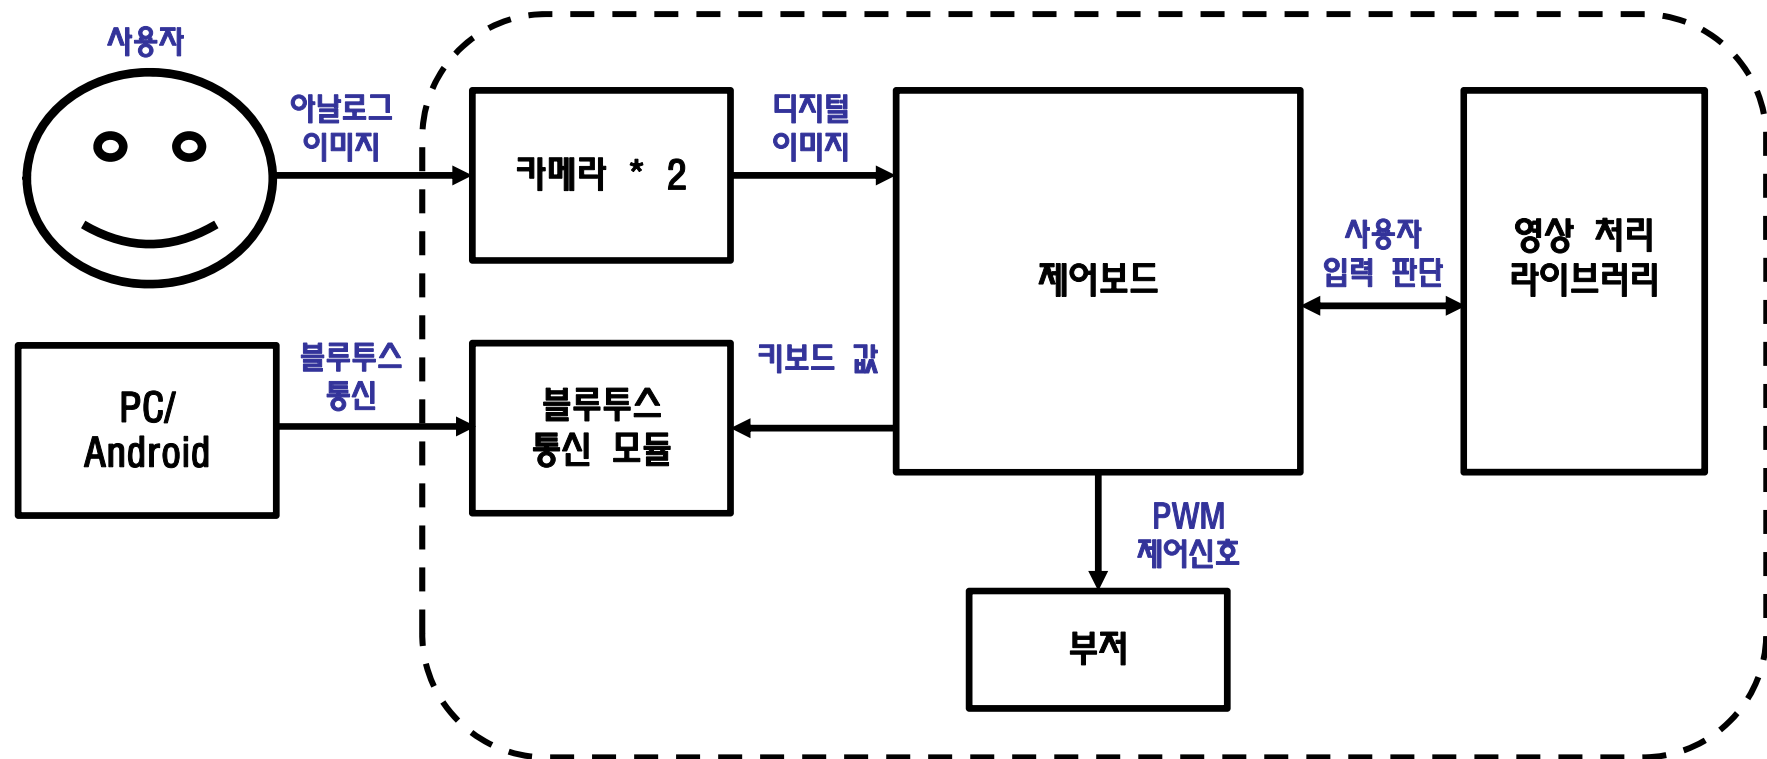 사용자
아날로그
이미지
카메라 * 2
디지털
이미지
제어보드
사용자
입력 판단
영상 처리
라이브러리
PC/
Android
블루투스
통신
블루투스
통신 모듈
키보드 값
PWM
제어신호
부저